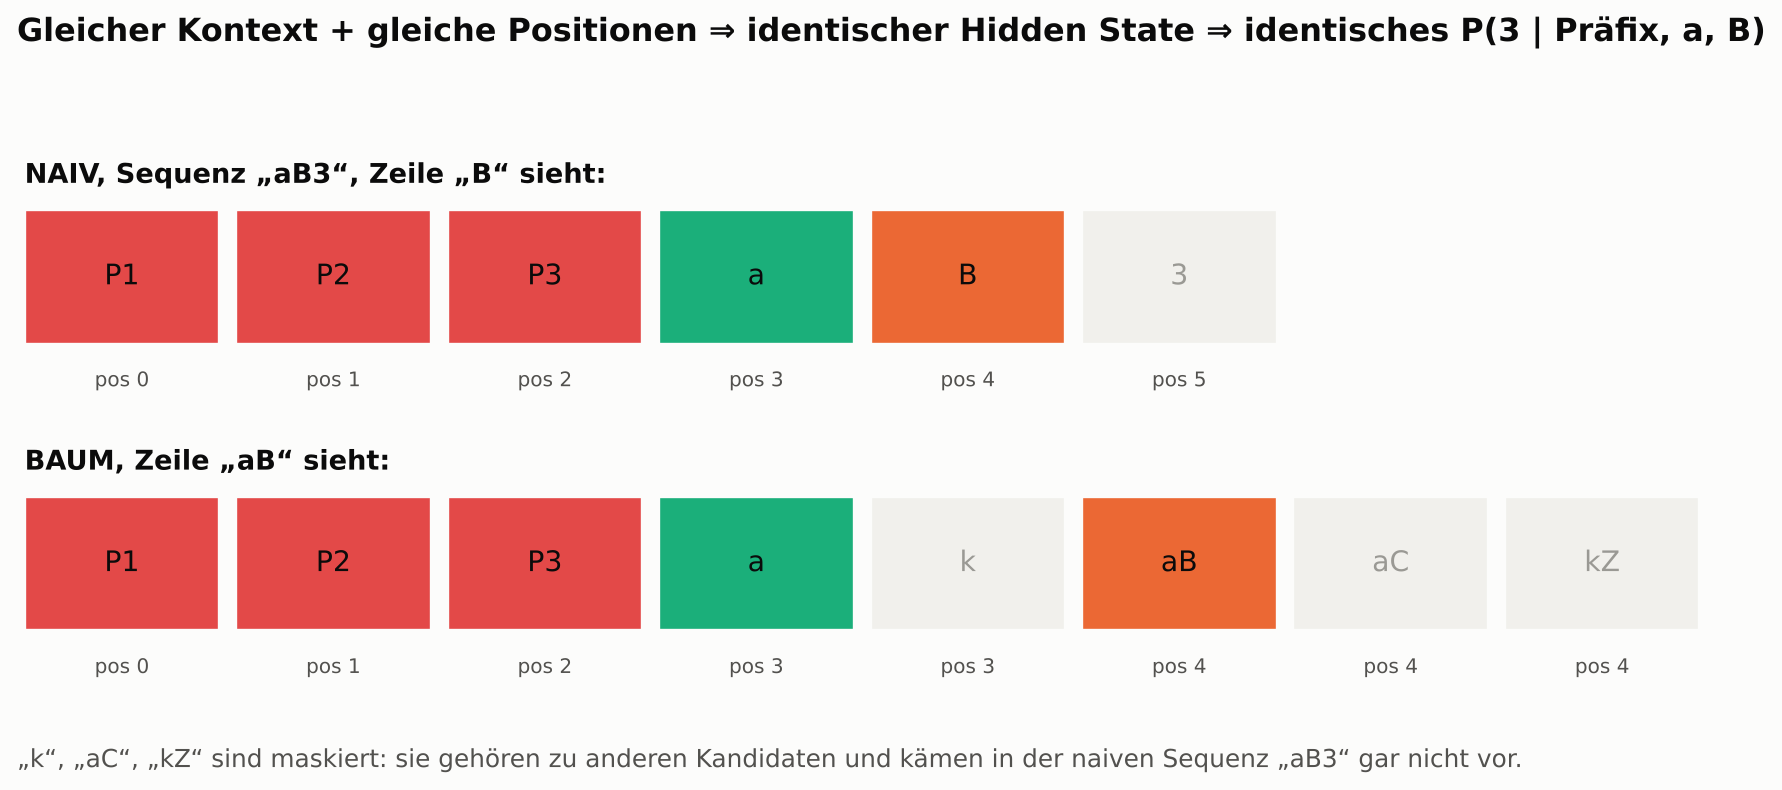 Gleicher Kontext + gleiche Positionen ⇒ identischer Hidden State ⇒ identisches P(3 | Präfix, a, B)
NAIV, Sequenz „aB3“, Zeile „B“ sieht:
P1 P2 P3 a B 3
pos 0 pos 1 pos 2 pos 3 pos 4 pos 5
BAUM, Zeile „aB“ sieht:
P1 P2 P3 a k aB aC kZ
pos 0 pos 1 pos 2 pos 3 pos 3 pos 4 pos 4 pos 4
„k“, „aC“, „kZ“ sind maskiert: sie gehören zu anderen Kandidaten und kämen in der naiven Sequenz „aB3“ gar nicht vor.